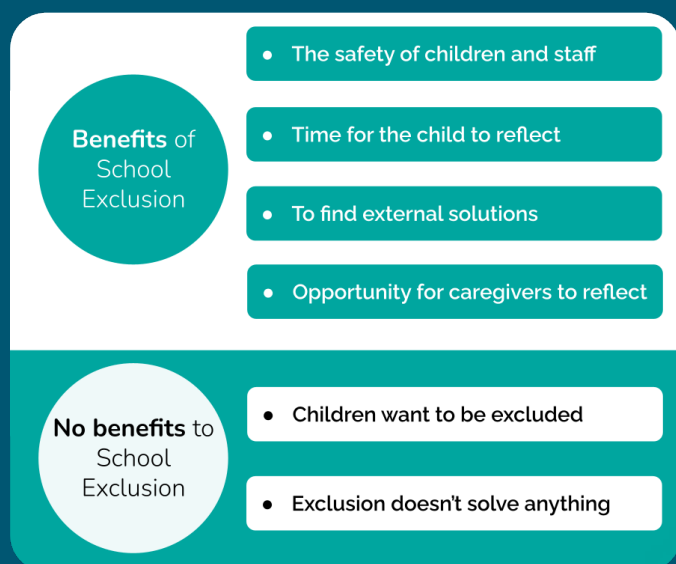 Benefits of
School
Exclusion
● The safety of children and staff
● Time for the child to reflect
● To find external solutions
● Opportunity for caregivers to reflect
No benefits to
School
Exclusion
● Children want to be excluded
● Exclusion doesn't solve anything